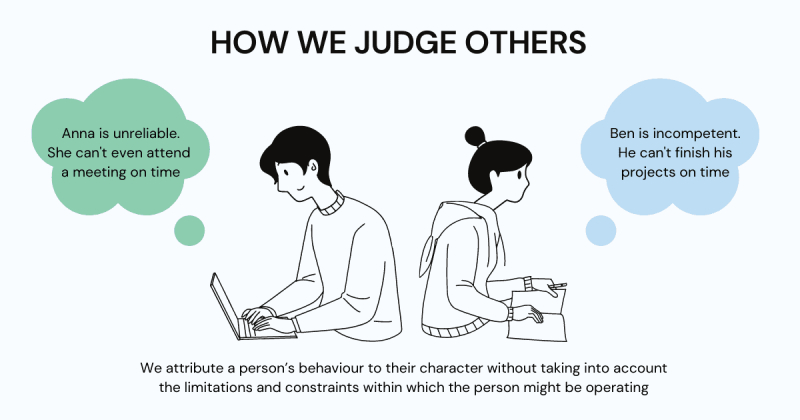 HOW WE JUDGE OTHERS
Anna is unreliable.
She can't even attend
a meeting on time
Ben is incompetent.
He can't finish his
projects on time
We attribute a person’s behaviour to their character without taking into account
the limitations and constraints within which the person might be operating